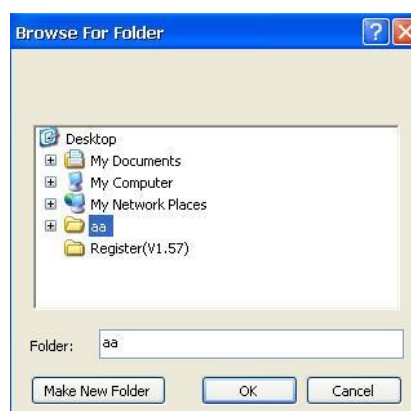 Browse For Folder
Desktop
My Documents
My Computer
My Network Places
aa
Register(V1.57)
Folder: aa
Make New Folder OK Cancel